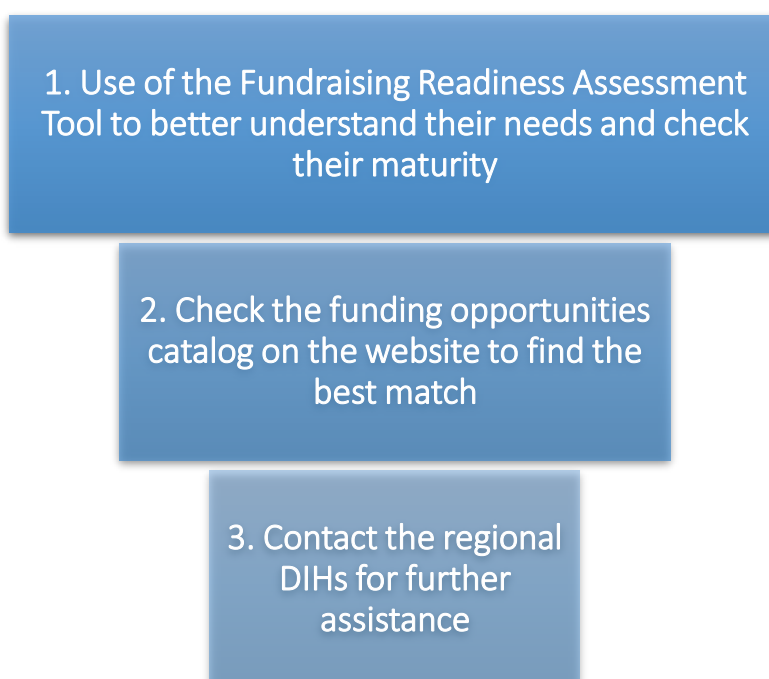 1. Use of the Fundraising Readiness Assessment
Tool to better understand their needs and check
their maturity
2. Check the funding opportunities
catalog on the website to find the
best match
3. Contact the regional
DIHs for further
assistance